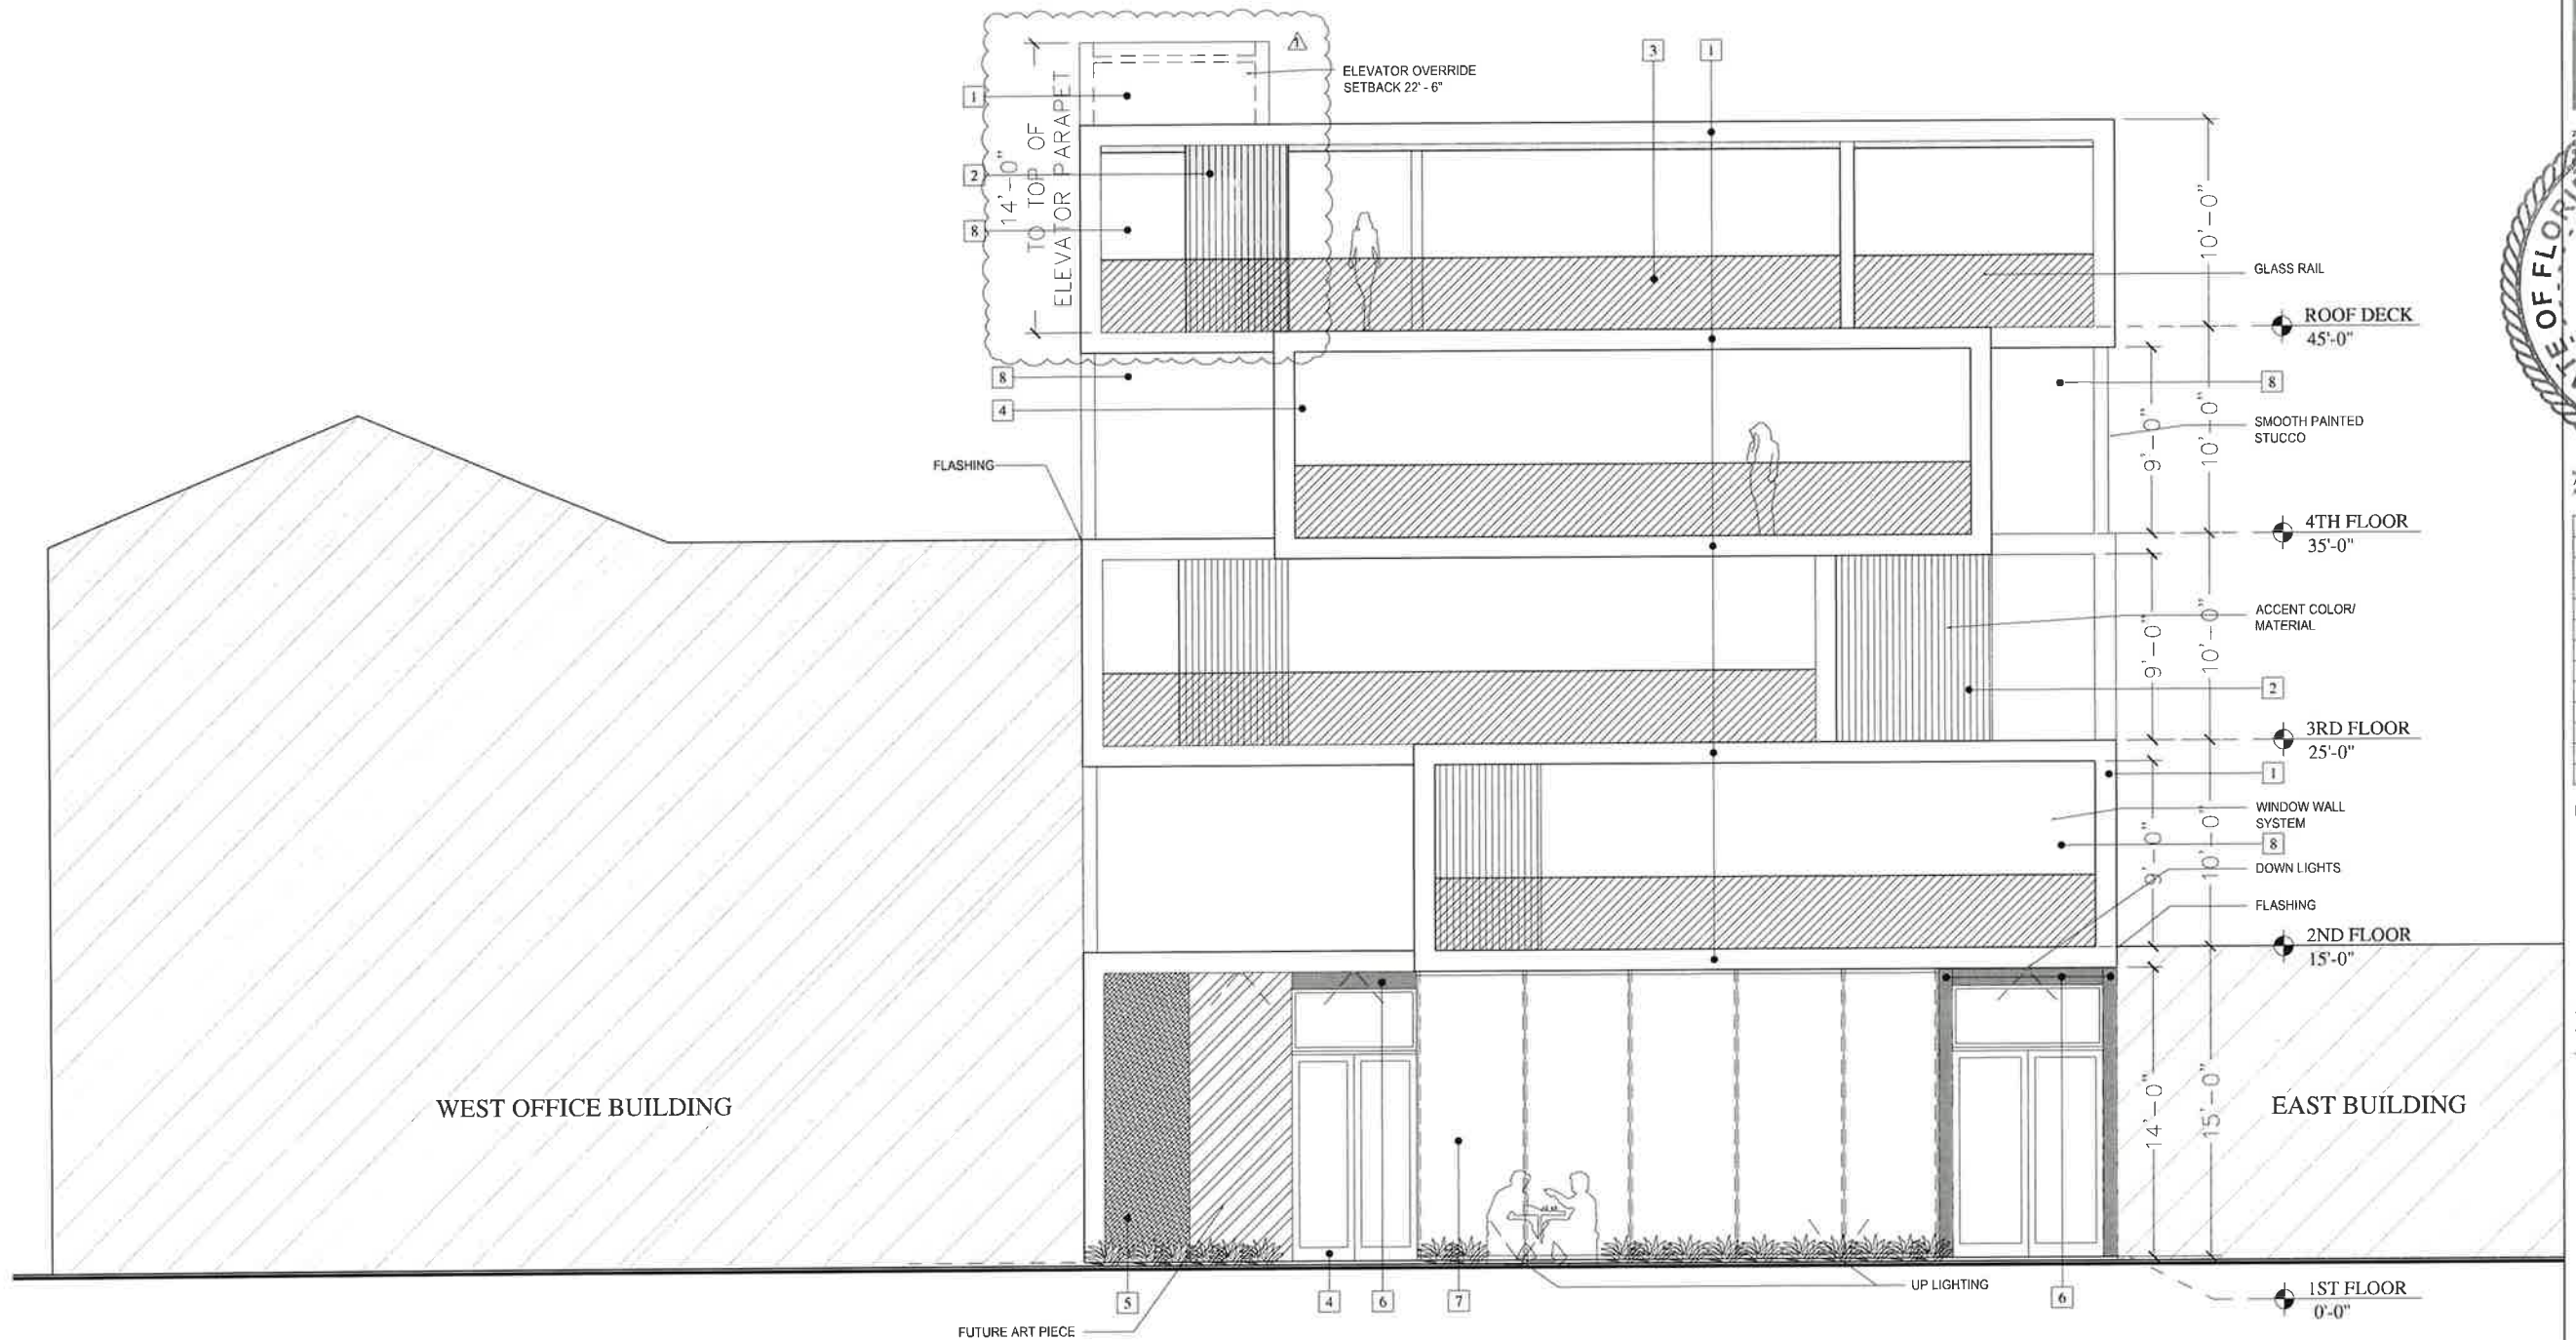 1
3
1
ELEVATOR OVERRIDE
SETBACK 22' - 6"
1
14'-0"
TO TOP OF
ELEVATOR PARAPET
2
8
10'-0"
GLASS RAIL
ROOF DECK
45'-0"
OF FLOR
8
4
8
9'-0"
10'-0"
SMOOTH PAINTED
STUCCO
FLASHING
4TH FLOOR
35'-0"
9'-0"
10'-0"
ACCENT COLOR/
MATERIAL
2
3RD FLOOR
25'-0"
1
WINDOW WALL
SYSTEM
9'-0"
10'-0"
8
DOWN LIGHTS
FLASHING
2ND FLOOR
15'-0"
WEST OFFICE BUILDING
14'-0"
15'-0"
EAST BUILDING
5
4
6
7
UP LIGHTING
6
1ST FLOOR
0'-0"
FUTURE ART PIECE